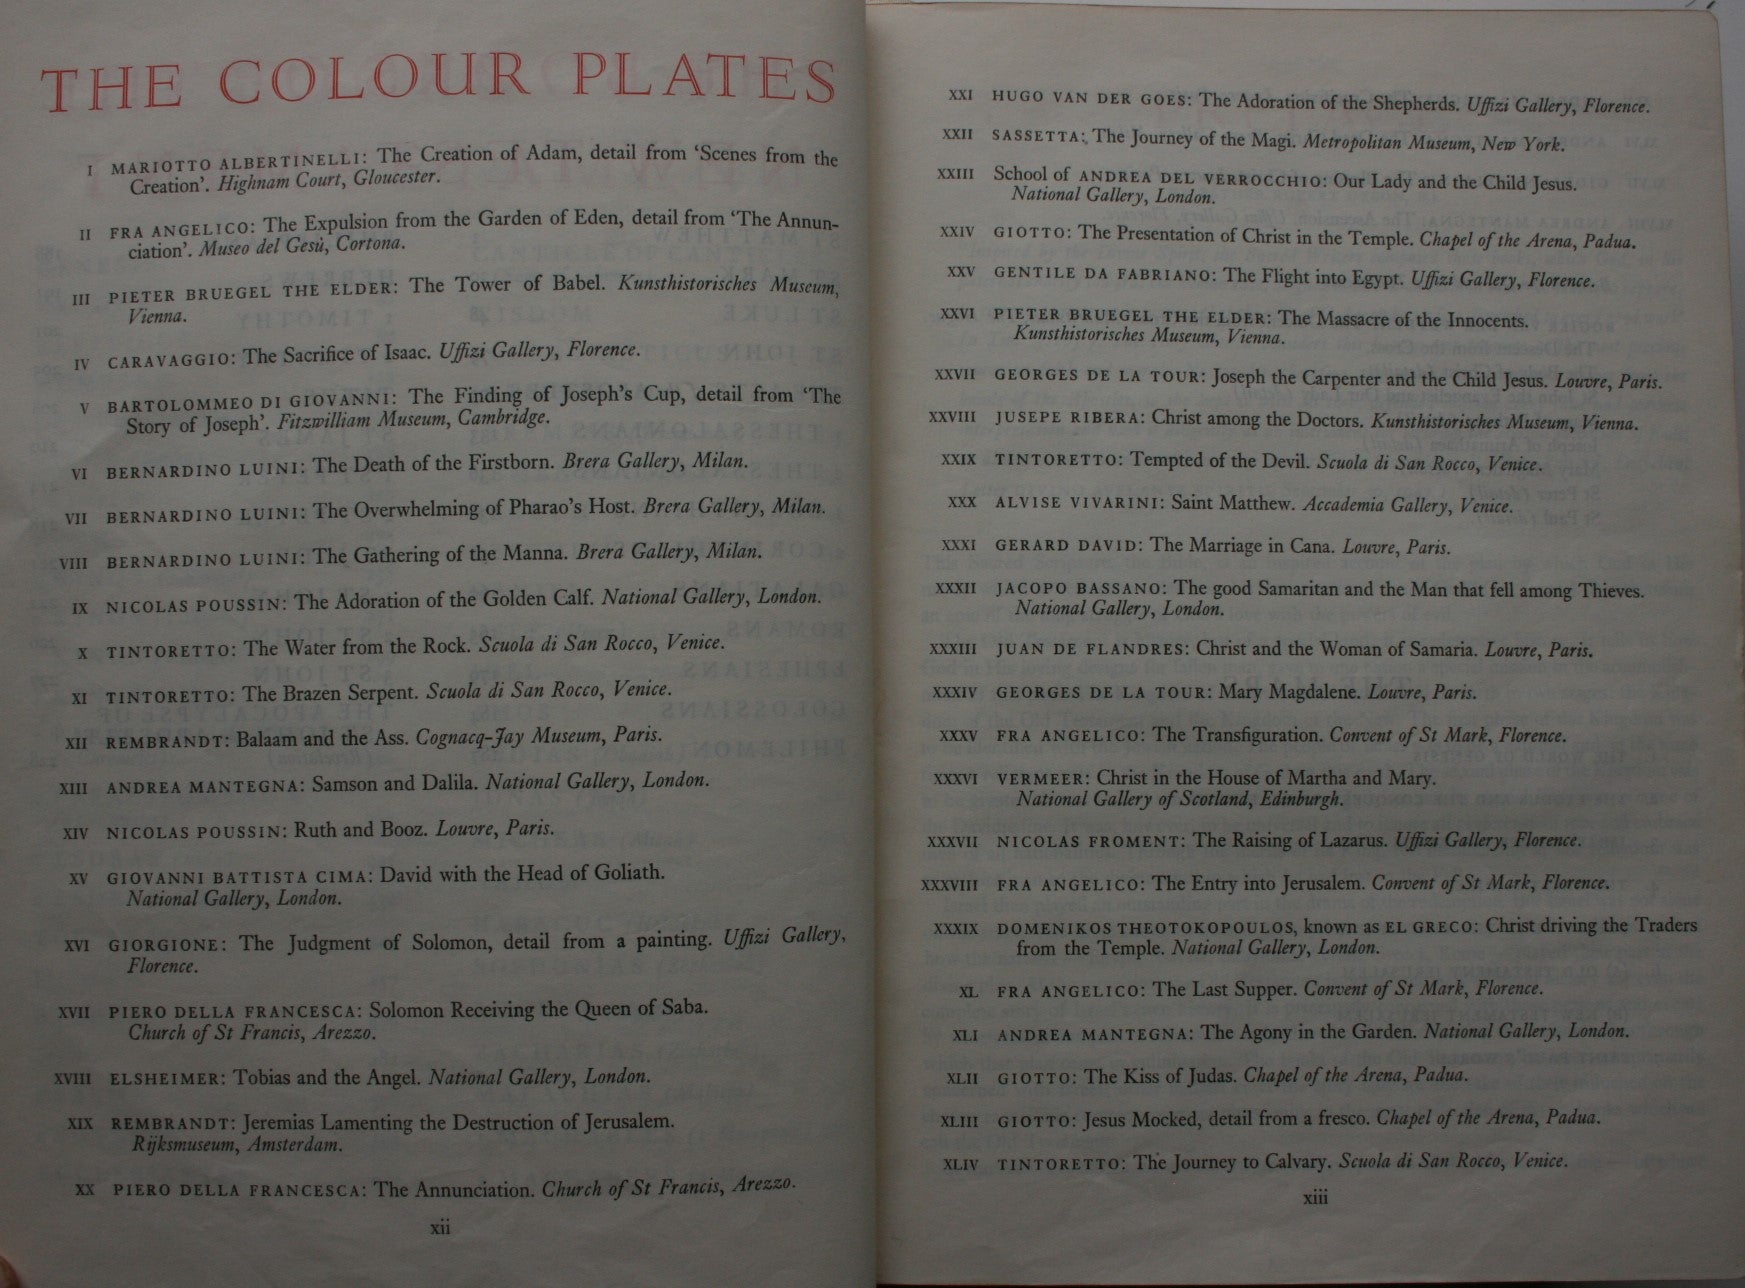 THE COLOUR PLATES
I MARIOTTO ALBERTINELLI: The Creation of Adam, detail from ‘Scenes from the
Creation’. Highnam Court, Gloucester.
II FRA ANGELICO: The Expulsion from the Garden of Eden, detail from ‘The Annun-
ciation’. Museo del Gesù, Cortona.
III PIETER BRUEGEL THE ELDER: The Tower of Babel. Kunsthistorisches Museum,
Vienna.
IV CARAVAGGIO: The Sacrifice of Isaac. Uffizi Gallery, Florence.
V BARTOLOMMEO DI GIOVANNI: The Finding of Joseph’s Cup, detail from ‘The
Story of Joseph’. Fitzwilliam Museum, Cambridge.
VI BERNARDINO LUINI: The Death of the Firstborn. Brera Gallery, Milan.
VII BERNARDINO LUINI: The Overwhelming of Pharao’s Host. Brera Gallery, Milan.
VIII BERNARDINO LUINI: The Gathering of the Manna. Brera Gallery, Milan.
IX NICOLAS POUSSIN: The Adoration of the Golden Calf. National Gallery, London.
X TINTORETTO: The Water from the Rock. Scuola di San Rocco, Venice.
XI TINTORETTO: The Brazen Serpent. Scuola di San Rocco, Venice.
XII REMBRANDT: Balaam and the Ass. Cognacq-Jay Museum, Paris.
XIII ANDREA MANTEGNA: Samson and Dalila. National Gallery, London.
XIV NICOLAS POUSSIN: Ruth and Booz. Louvre, Paris.
XV GIOVANNI BATTISTA CIMA: David with the Head of Goliath.
National Gallery, London.
XVI GIORGIONE: The Judgment of Solomon, detail from a painting. Uffizi Gallery,
Florence.
XVII PIERO DELLA FRANCESCA: Solomon Receiving the Queen of Saba.
Church of St Francis, Arezzo.
XVIII ELSHEIMER: Tobias and the Angel. National Gallery, London.
XIX REMBRANDT: Jeremias Lamenting the Destruction of Jerusalem.
Rijksmuseum, Amsterdam.
XX PIERO DELLA FRANCESCA: The Annunciation. Church of St Francis, Arezzo.
xii
XXI HUGO VAN DER GOES: The Adoration of the Shepherds. Uffizi Gallery, Florence.
XXII SASSETTA: The Journey of the Magi. Metropolitan Museum, New York.
XXIII School of ANDREA DEL VERROCCHIO: Our Lady and the Child Jesus.
National Gallery, London.
XXIV GIOTTO: The Presentation of Christ in the Temple. Chapel of the Arena, Padua.
XXV GENTILE DA FABRIANO: The Flight into Egypt. Uffizi Gallery, Florence.
XXVI PIETER BRUEGEL THE ELDER: The Massacre of the Innocents.
Kunsthistorisches Museum, Vienna.
XXVII GEORGES DE LA TOUR: Joseph the Carpenter and the Child Jesus. Louvre, Paris.
XXVIII JUSEPE RIBERA: Christ among the Doctors. Kunsthistorisches Museum, Vienna.
XXIX TINTORETTO: Tempted of the Devil. Scuola di San Rocco, Venice.
XXX ALVISE VIVARINI: Saint Matthew. Accademia Gallery, Venice.
XXXI GERARD DAVID: The Marriage in Cana. Louvre, Paris.
XXXII JACOPO BASSANO: The good Samaritan and the Man that fell among Thieves.
National Gallery, London.
XXXIII JUAN DE FLANDRES: Christ and the Woman of Samaria. Louvre, Paris.
XXXIV GEORGES DE LA TOUR: Mary Magdalene. Louvre, Paris.
XXXV FRA ANGELICO: The Transfiguration. Convent of St Mark, Florence.
XXXVI VERMEER: Christ in the House of Martha and Mary.
National Gallery of Scotland, Edinburgh.
XXXVII NICOLAS FROMENT: The Raising of Lazarus. Uffizi Gallery, Florence.
XXXVIII FRA ANGELICO: The Entry into Jerusalem. Convent of St Mark, Florence.
XXXIX DOMENIKOS THEOTOKOPOULOS, known as EL GRECO: Christ driving the Traders
from the Temple. National Gallery, London.
XL FRA ANGELICO: The Last Supper. Convent of St Mark, Florence.
XLI ANDREA MANTEGNA: The Agony in the Garden. National Gallery, London.
XLII GIOTTO: The Kiss of Judas. Chapel of the Arena, Padua.
XLIII GIOTTO: Jesus Mocked, detail from a fresco. Chapel of the Arena, Padua.
XLIV TINTORETTO: The Journey to Calvary. Scuola di San Rocco, Venice.
xiii